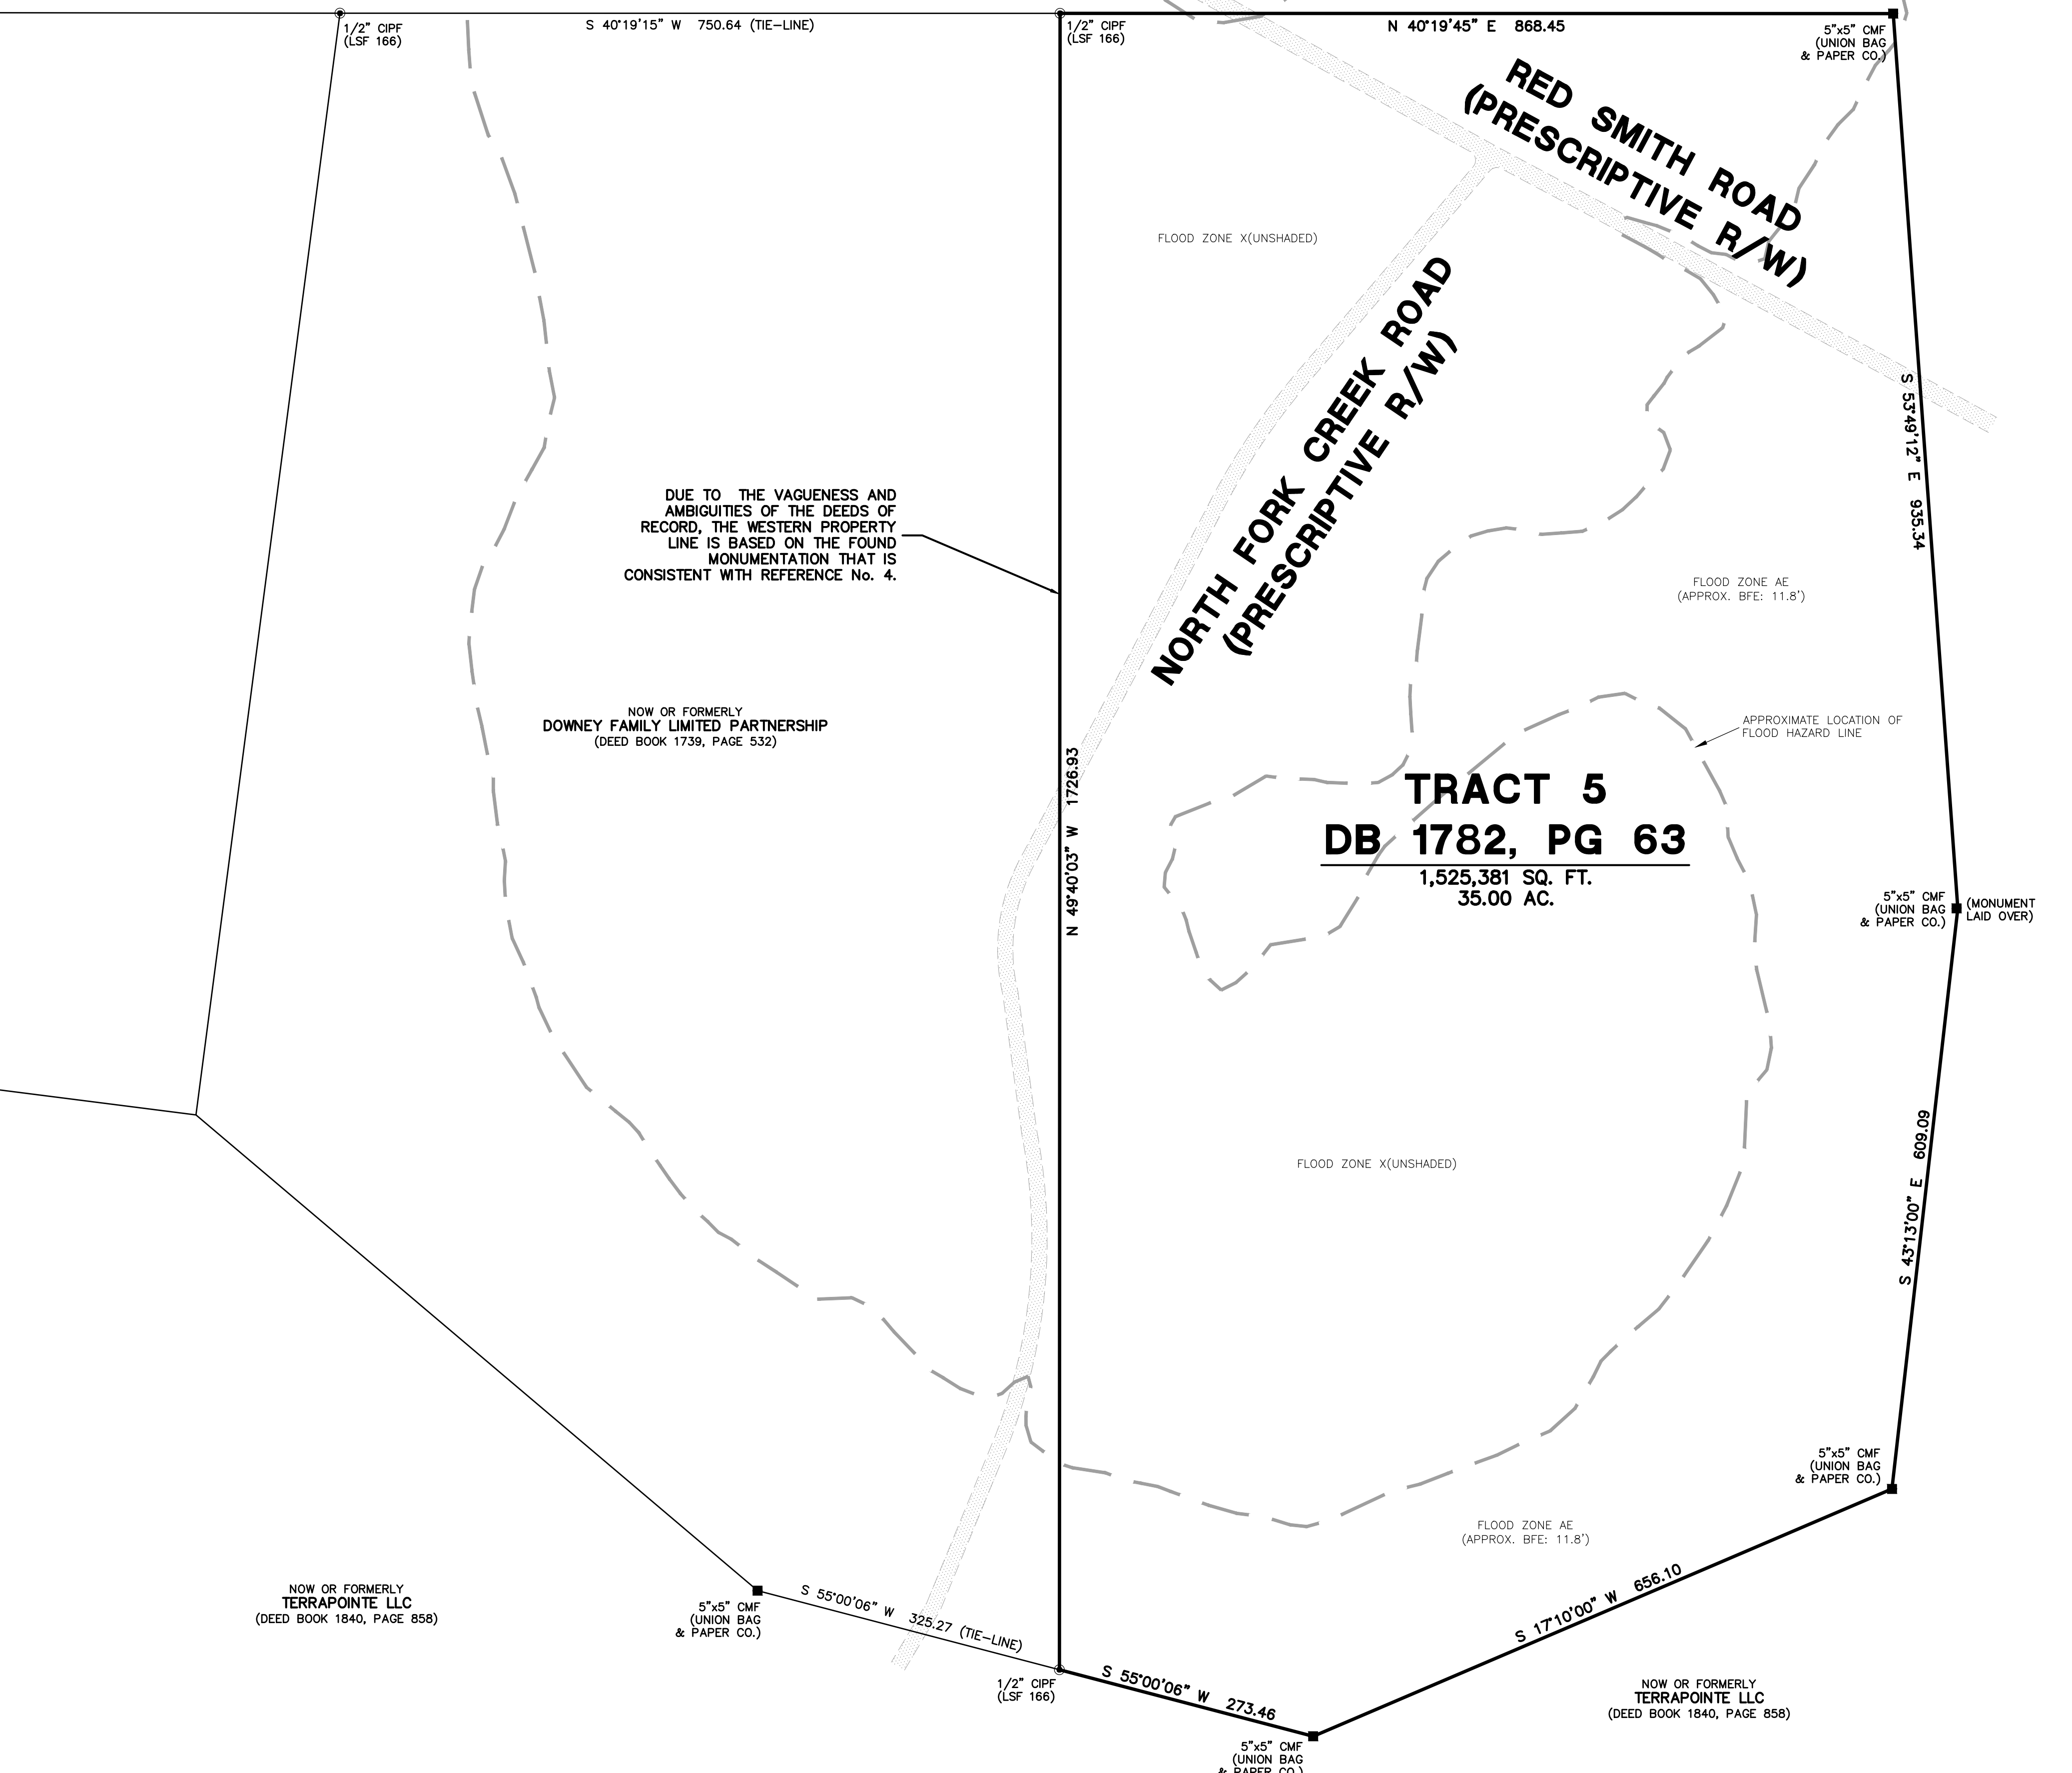 S 40°19'15" W 750.64 (TIE-LINE)
N 40°19'45" E 868.45
1/2" CIPF
(LSF 166)
1/2" CIPF
(LSF 166)
5"x5" CMF
(UNION BAG
& PAPER CO.)
RED SMITH ROAD
(PRESCRIPTIVE R/W)
FLOOD ZONE X(UNSHADED)
NORTH FORK CREEK ROAD
(PRESCRIPTIVE R/W)
S 53°49'12" E 935.34
DUE TO THE VAGUENESS AND
AMBIGUITIES OF THE DEEDS OF
RECORD, THE WESTERN PROPERTY
LINE IS BASED ON THE FOUND
MONUMENTATION THAT IS
CONSISTENT WITH REFERENCE No. 4.
FLOOD ZONE AE
(APPROX. BFE: 11.8')
NOW OR FORMERLY
DOWNEY FAMILY LIMITED PARTNERSHIP
(DEED BOOK 1739, PAGE 532)
APPROXIMATE LOCATION OF
FLOOD HAZARD LINE
N 49°40'03" W 1726.93
TRACT 5
DB 1782, PG 63
1,525,381 SQ. FT.
35.00 AC.
5"x5" CMF
(UNION BAG
& PAPER CO.)
(MONUMENT
LAID OVER)
FLOOD ZONE X(UNSHADED)
S 43°13'00" E 609.09
5"x5" CMF
(UNION BAG
& PAPER CO.)
FLOOD ZONE AE
(APPROX. BFE: 11.8')
NOW OR FORMERLY
TERRAPOINTE LLC
(DEED BOOK 1840, PAGE 858)
5"x5" CMF
(UNION BAG
& PAPER CO.)
S 55°00'06" W 325.27 (TIE-LINE)
S 17°10'00" W 656.10
1/2" CIPF
(LSF 166)
S 55°00'06" W 273.46
NOW OR FORMERLY
TERRAPOINTE LLC
(DEED BOOK 1840, PAGE 858)
5"x5" CMF
(UNION BAG
& PAPER CO.)